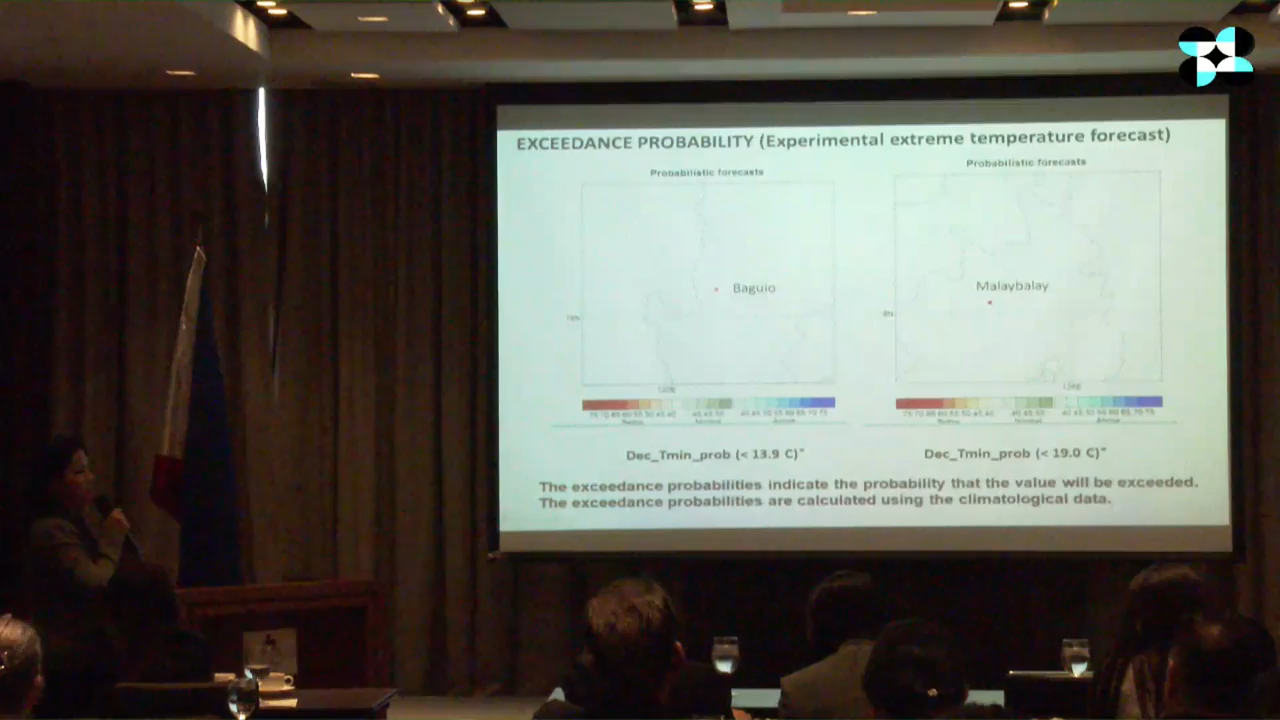 EXCEEDANCE PROBABILITY (Experimental extreme temperature forecast)
Probabilistic forecasts
Probabilistic forecasts
Baguio
Malaybalay
8N
Dec_Tmin_prob (< 13.9 C)"
Dec_Tmin_prob (< 19.0 C)"
The exceedance probabilities indicate the probability that the value will be exceeded.
The exceedance probabilities are calculated using the climatological data.